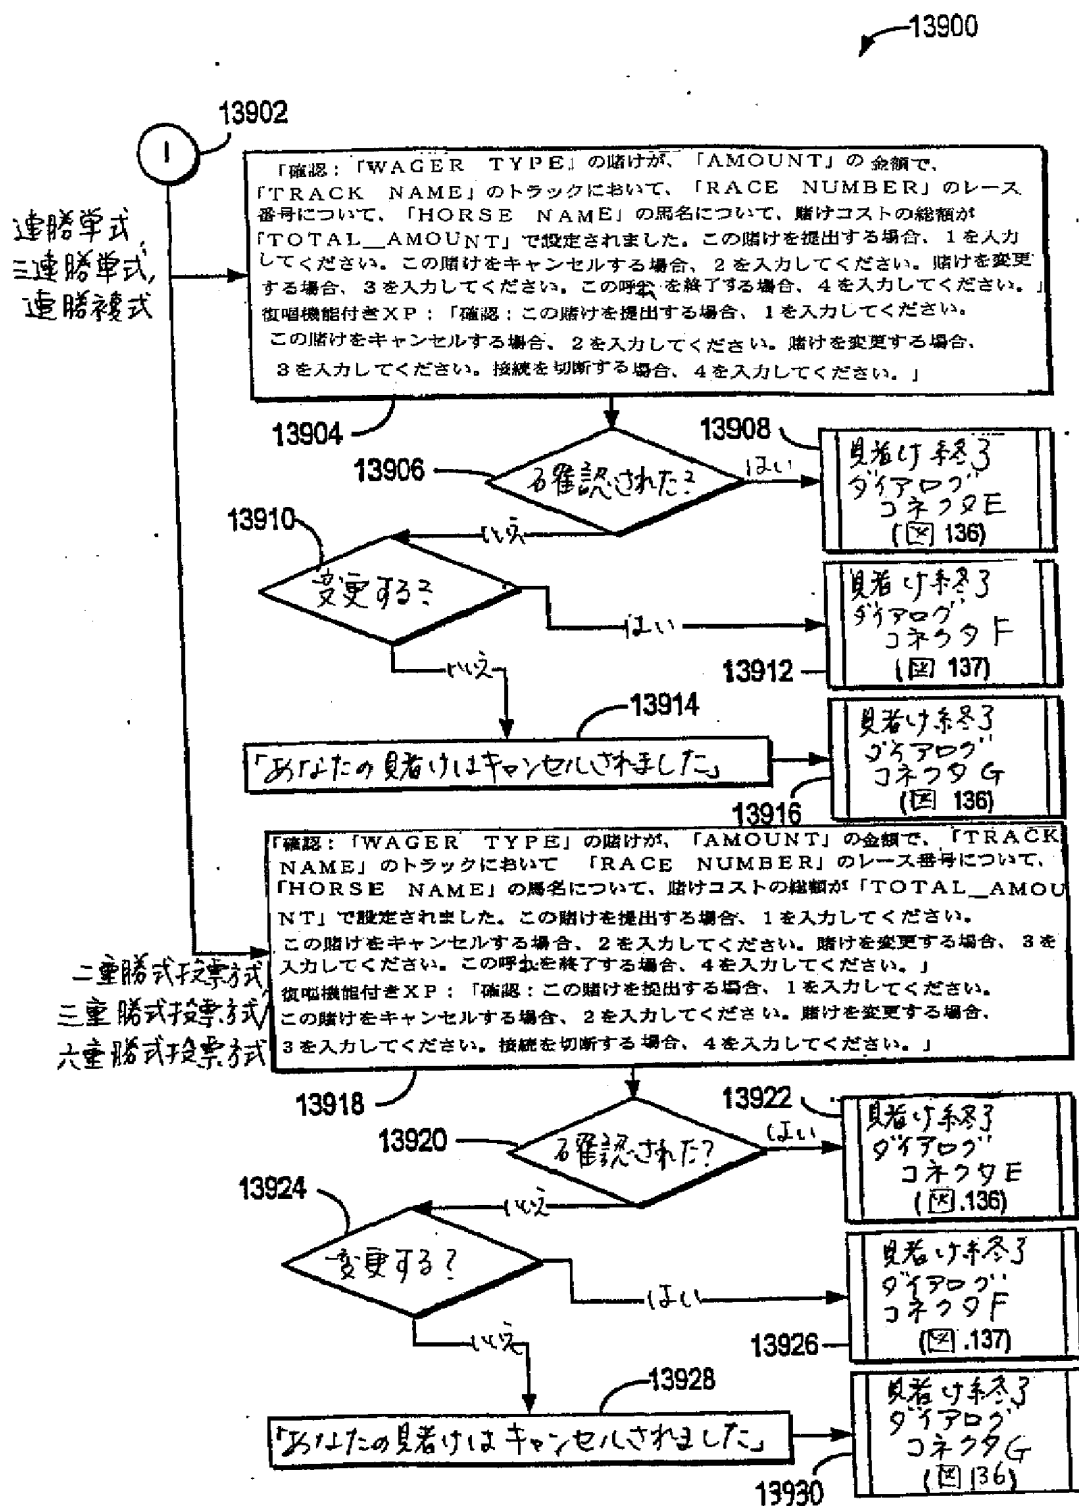 13900
13902
I
連勝単式,
三連勝単式,
連勝複式
「確認：「WAGER TYPE」の賭けが、「AMOUNT」の金額で、
「TRACK NAME」のトラックにおいて、「RACE NUMBER」のレース
番号について、「HORSE NAME」の馬名について、賭けコストの総額が
「TOTAL_AMOUNT」で設定されました。この賭けを提出する場合、1を入力
してください。この賭けをキャンセルする場合、2を入力してください。賭けを変更
する場合、3を入力してください。この呼を終了する場合、4を入力してください。」
復唱機能付きXP：「確認：この賭けを提出する場合、1を入力してください。
この賭けをキャンセルする場合、2を入力してください。賭けを変更する場合、
3を入力してください。接続を切断する場合、4を入力してください。」
13904
13906
確認された?
はい
13908
賭け終了
ダイアログ
コネクタE
(図 136)
いいえ
13910
変更する?
はい
賭け終了
ダイアログ
コネクタF
(図 137)
13912
いいえ
13914
「あなたの賭けはキャンセルされました」
賭け終了
ダイアログ
コネクタG
(図 136)
13916
「確認：「WAGER TYPE」の賭けが、「AMOUNT」の金額で、「TRACK
NAME」のトラックにおいて 「RACE NUMBER」のレース番号について、
「HORSE NAME」の馬名について、賭けコストの総額が「TOTAL_AMOU
NT」で設定されました。この賭けを提出する場合、1を入力してください。
この賭けをキャンセルする場合、2を入力してください。賭けを変更する場合、3を
入力してください。この呼を終了する場合、4を入力してください。」
復唱機能付きXP：「確認：この賭けを提出する場合、1を入力してください。
この賭けをキャンセルする場合、2を入力してください。賭けを変更する場合、
3を入力してください。接続を切断する場合、4を入力してください。」
二重勝式投票方式/
三重勝式投票方式/
六重勝式投票方式
13918
13920
確認された?
はい
13922
賭け終了
ダイアログ
コネクタE
(図.136)
いいえ
13924
変更する?
はい
賭け終了
ダイアログ
コネクタF
(図.137)
13926
いいえ
13928
「あなたの賭けはキャンセルされました」
賭け終了
ダイアログ
コネクタG
(図136)
13930